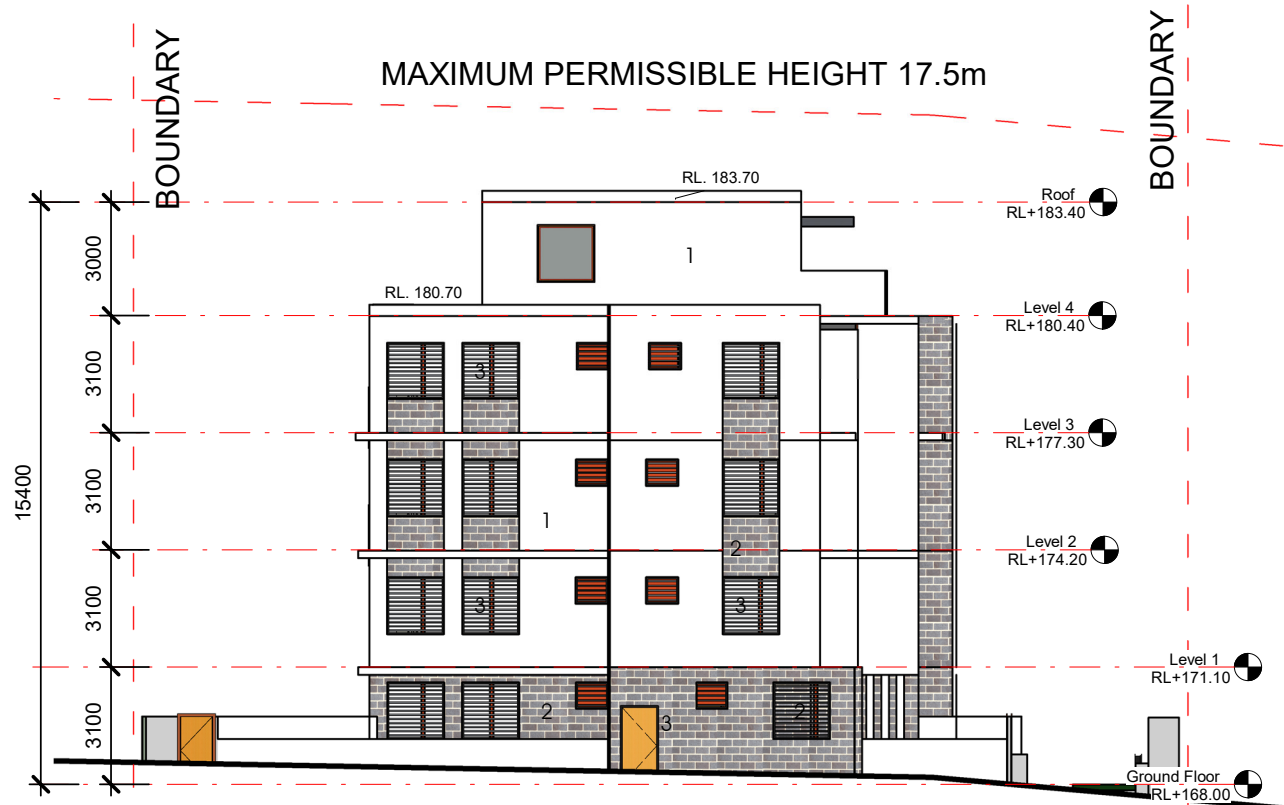 MAXIMUM PERMISSIBLE HEIGHT 17.5m
BOUNDARY
BOUNDARY
RL. 183.70
Roof
RL+183.40
3000
1
RL. 180.70
Level 4
RL+180.40
3100
3
Level 3
RL+177.30
15400
3100
1
2
Level 2
RL+174.20
3100
3
3
Level 1
RL+171.10
3100
2
3
2
Ground Floor
RL+168.00